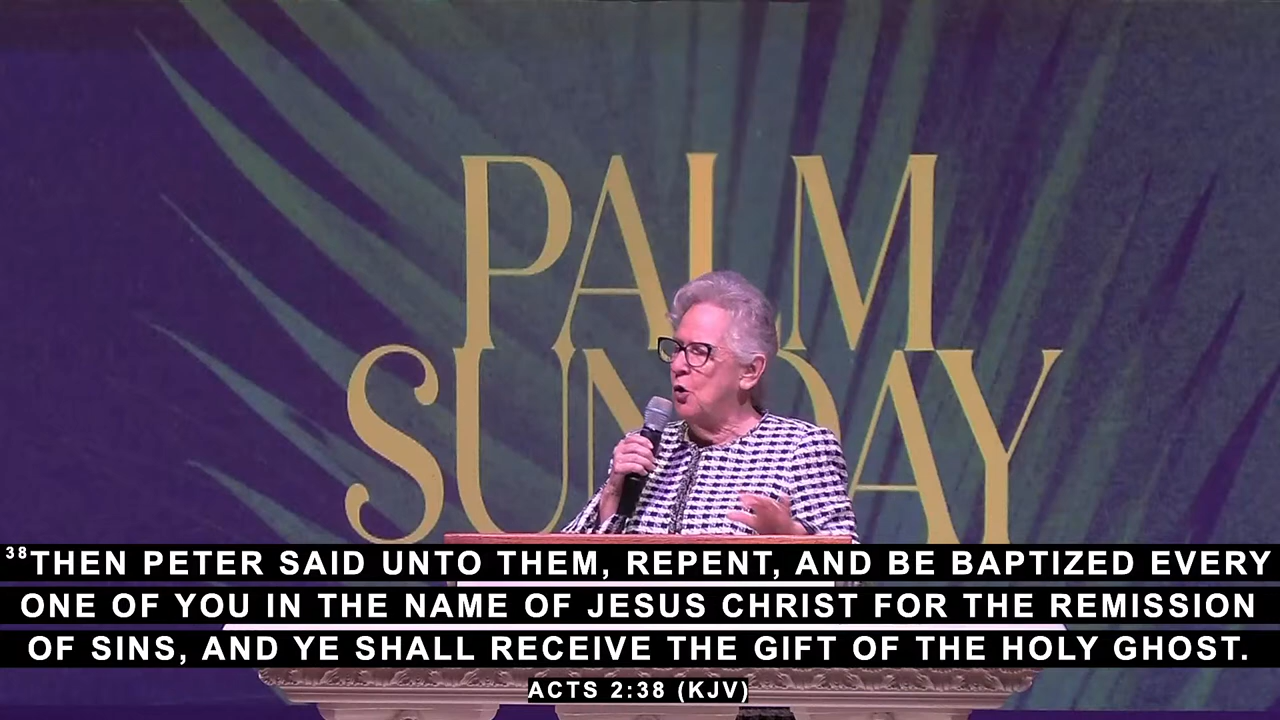 PALM
SUNDAY
³⁸THEN PETER SAID UNTO THEM, REPENT, AND BE BAPTIZED EVERY
ONE OF YOU IN THE NAME OF JESUS CHRIST FOR THE REMISSION
OF SINS, AND YE SHALL RECEIVE THE GIFT OF THE HOLY GHOST.
ACTS 2:38 (KJV)